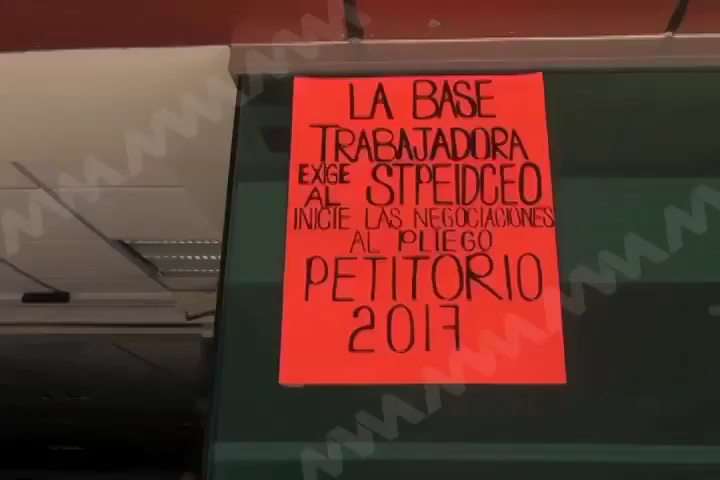 LA BASE
TRABAJADORA
EXIGE
AL STPEIDCEO
INICIE LAS NEGOCIACIONES
AL PLIEGO
PETITORIO
2017